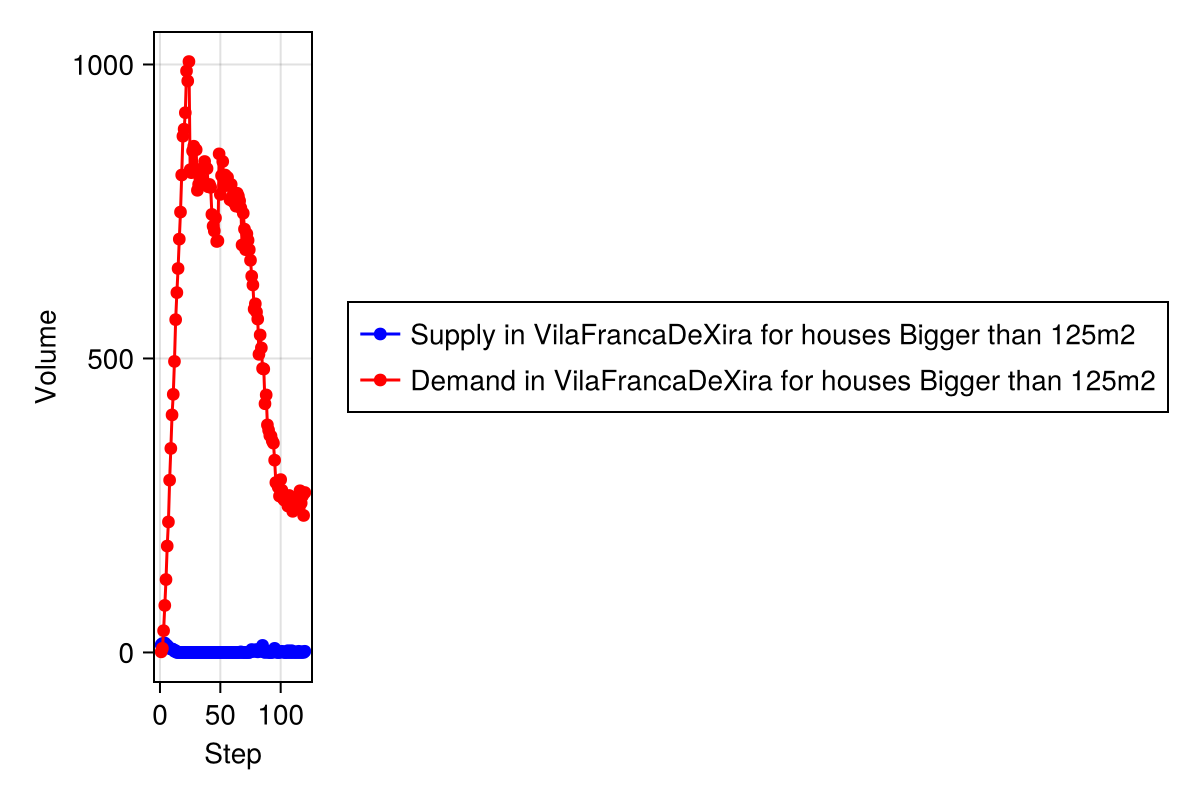 1000
500
0
Volume
0 50 100
Step
Supply in VilaFrancaDeXira for houses Bigger than 125m2
Demand in VilaFrancaDeXira for houses Bigger than 125m2